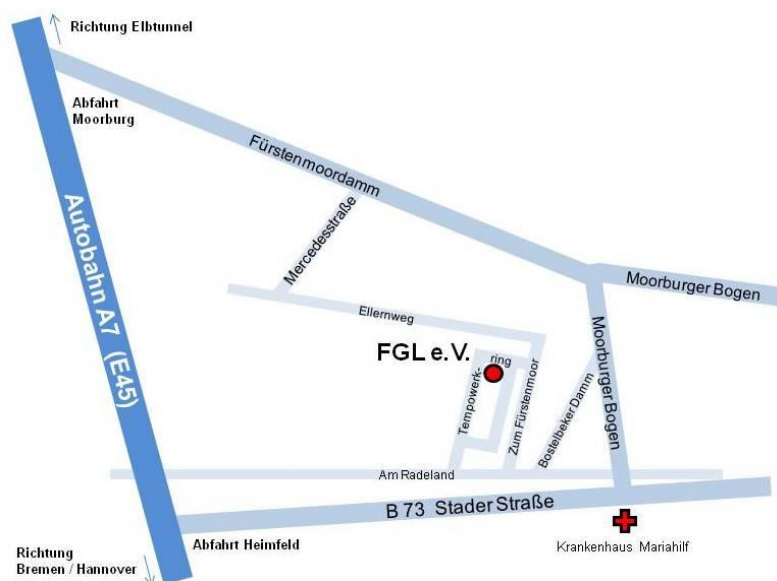 Richtung Elbtunnel
Abfahrt
Moorburg
Fürstenmoordamm
Autobahn A7 (E45)
Mercedesstraße
Moorburger Bogen
Ellernweg
Moorburger Bogen
FGL e.V.
Tempowerk-
ring
Zum Fürstenmoor
Bostelbeker Damm
Am Radeland
B 73 Stader Straße
Abfahrt Heimfeld
Richtung
Bremen / Hannover
Krankenhaus Mariahilf